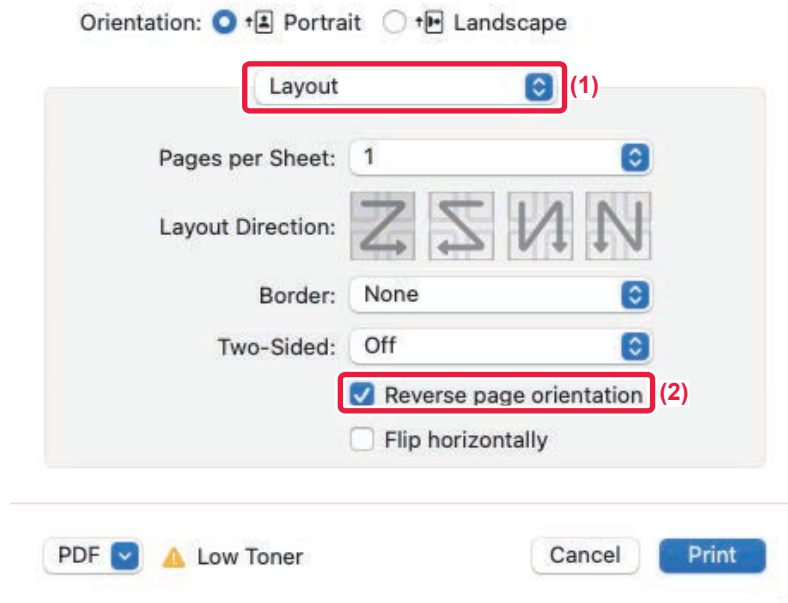 Orientation: Portrait Landscape
Layout (1)
Pages per Sheet: 1
Layout Direction:
Border: None
Two-Sided: Off
Reverse page orientation (2)
Flip horizontally
PDF Low Toner Cancel Print